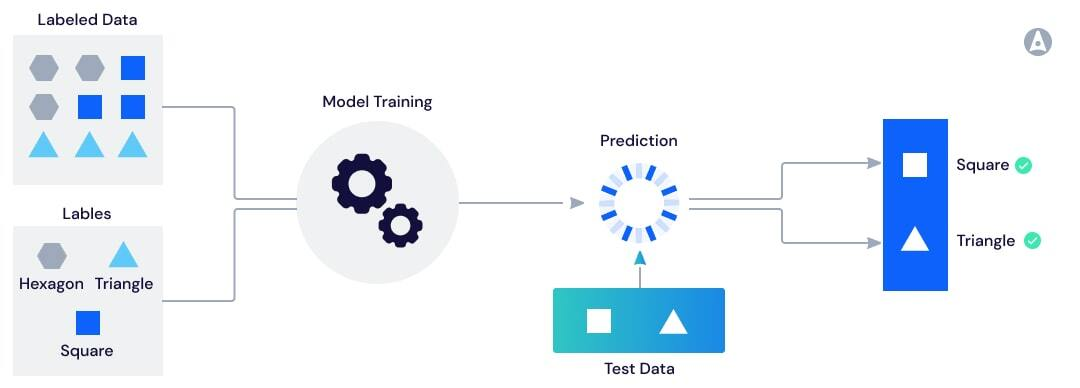 Labeled Data
Model Training
Prediction
Square
Lables
Triangle
Hexagon Triangle
Square
Test Data